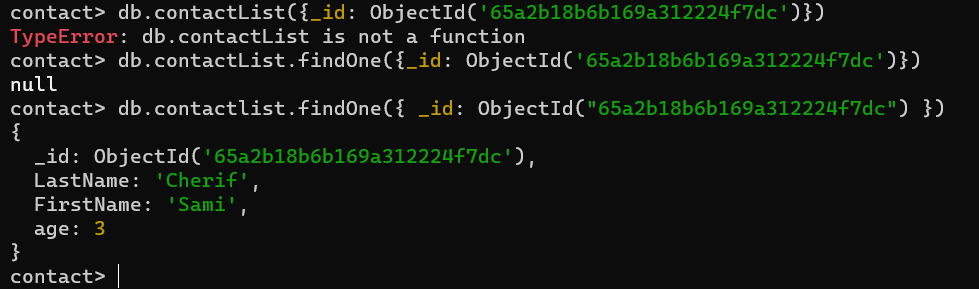 contact> db.contactList({_id: ObjectId('65a2b18b6b169a312224f7dc')})
TypeError: db.contactList is not a function
contact> db.contactList.findOne({_id: ObjectId('65a2b18b6b169a312224f7dc')})
null
contact> db.contactlist.findOne({ _id: ObjectId("65a2b18b6b169a312224f7dc") })
{
  _id: ObjectId('65a2b18b6b169a312224f7dc'),
  LastName: 'Cherif',
  FirstName: 'Sami',
  age: 3
}
contact>